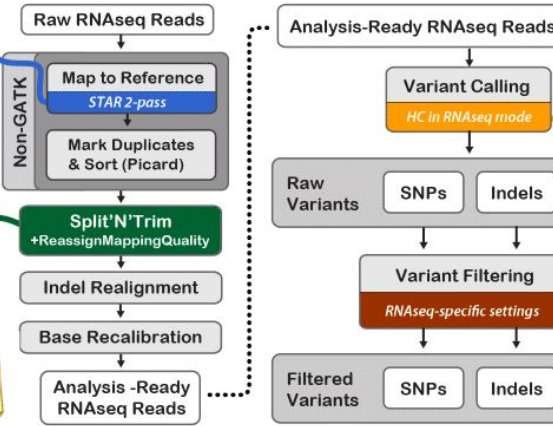 Raw RNAseq Reads
Non-GATK
Map to Reference
STAR 2-pass
Mark Duplicates
& Sort (Picard)
Split'N'Trim
+ReassignMappingQuality
Indel Realignment
Base Recalibration
Analysis -Ready
RNAseq Reads
Analysis-Ready RNAseq Reads
Variant Calling
HC in RNAseq mode
Raw
Variants
SNPs
Indels
Variant Filtering
RNAseq-specific settings
Filtered
Variants
SNPs
Indels